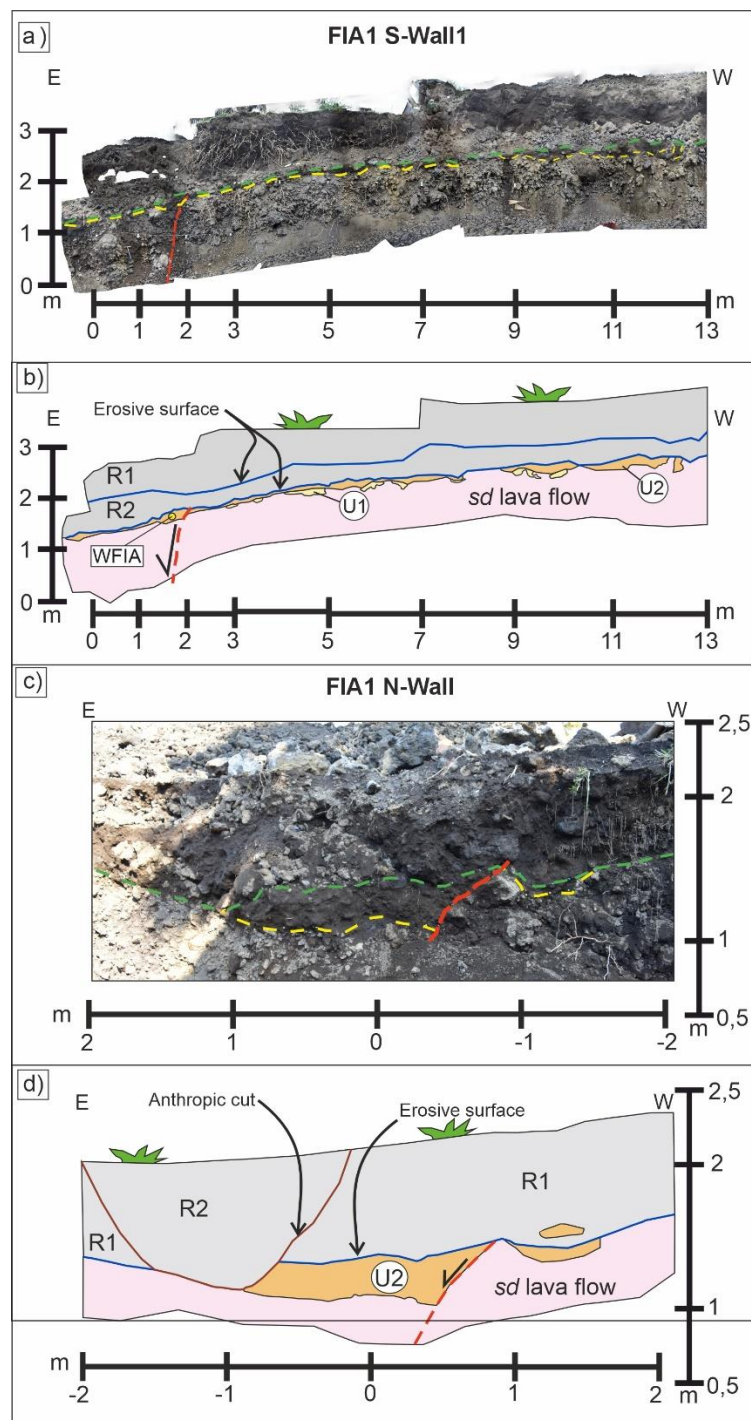 a)
FIA1 S-Wall1
E
W
3
2
1
0
m
0 1 2 3 5 7 9 11 13
m
b)
E
W
Erosive surface
3
R1
2
R2
U1
U2
sd lava flow
WFIA
1
0
m
0 1 2 3 5 7 9 11 13
m
c)
FIA1 N-Wall
E
W
2,5
2
1
0,5
m
m
2 1 0 -1 -2
d)
E
Anthropic cut
Erosive surface
W
2,5
2
R2
R1
R1
U2
sd lava flow
1
0,5
m
m
-2 -1 0 1 2